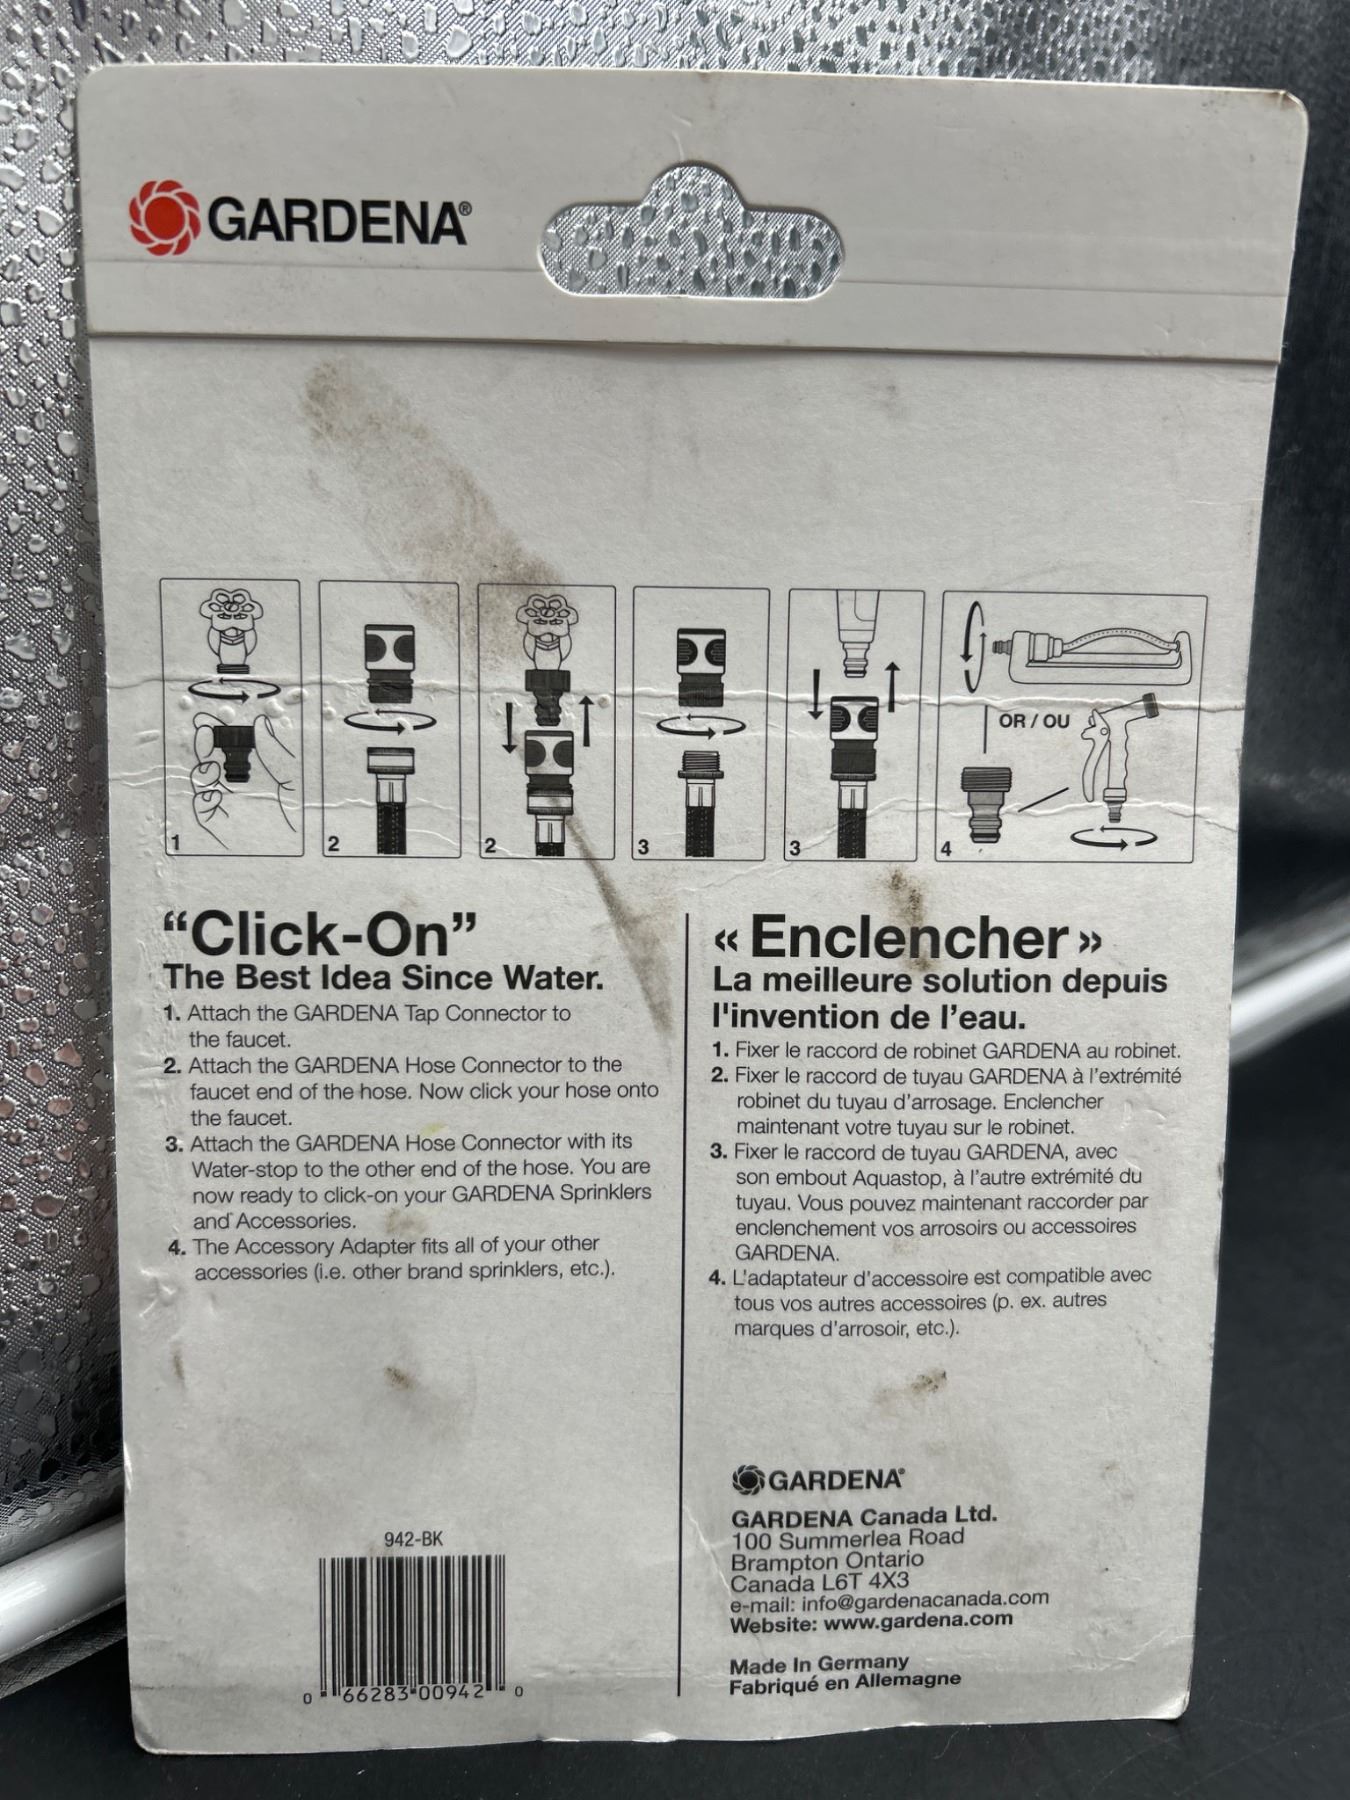 GARDENA®
1
2
2
3
3
OR / OU
4
“Click-On”
The Best Idea Since Water.
1. Attach the GARDENA Tap Connector to
the faucet.
2. Attach the GARDENA Hose Connector to the
faucet end of the hose. Now click your hose onto
the faucet.
3. Attach the GARDENA Hose Connector with its
Water-stop to the other end of the hose. You are
now ready to click-on your GARDENA Sprinklers
and Accessories.
4. The Accessory Adapter fits all of your other
accessories (i.e. other brand sprinklers, etc.).
942-BK
0 66283 00942 0
« Enclencher »
La meilleure solution depuis
l'invention de l’eau.
1. Fixer le raccord de robinet GARDENA au robinet.
2. Fixer le raccord de tuyau GARDENA à l’extrémité
robinet du tuyau d’arrosage. Enclencher
maintenant votre tuyau sur le robinet.
3. Fixer le raccord de tuyau GARDENA, avec
son embout Aquastop, à l’autre extrémité du
tuyau. Vous pouvez maintenant raccorder par
enclenchement vos arrosoirs ou accessoires
GARDENA.
4. L’adaptateur d’accessoire est compatible avec
tous vos autres accessoires (p. ex. autres
marques d’arrosoir, etc.).
GARDENA®
GARDENA Canada Ltd.
100 Summerlea Road
Brampton Ontario
Canada L6T 4X3
e-mail: info@gardenacanada.com
Website: www.gardena.com
Made In Germany
Fabriqué en Allemagne